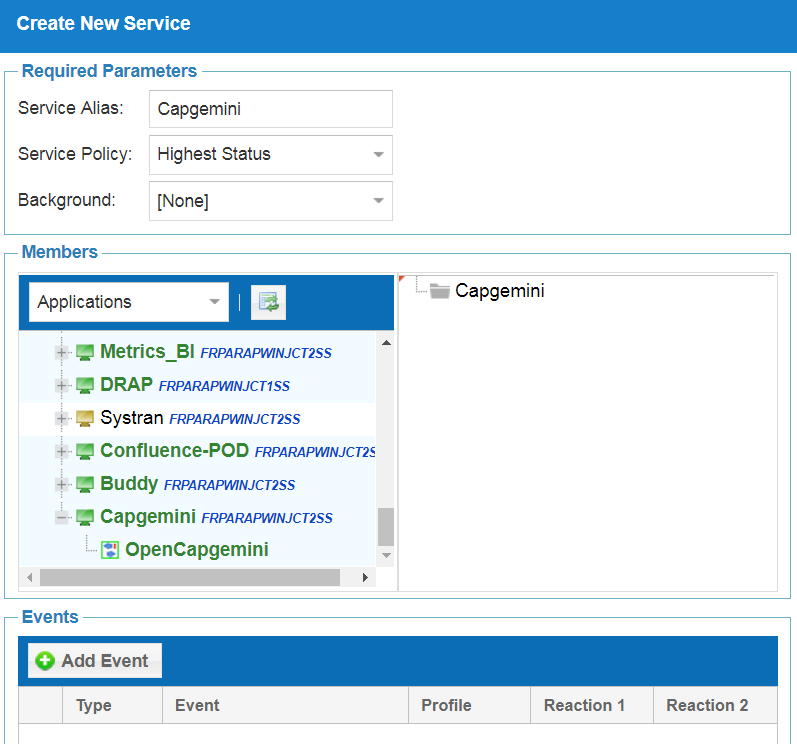 Create New Service
Required Parameters
Service Alias: Capgemini
Service Policy: Highest Status
Background: [None]
Members
Applications
Capgemini
Metrics_BI FRPARAPWINJCT2SS
DRAP FRPARAPWINJCT1SS
Systran FRPARAPWINJCT2SS
Confluence-POD FRPARAPWINJCT2S
Buddy FRPARAPWINJCT2SS
Capgemini FRPARAPWINJCT2SS
OpenCapgemini
Events
Add Event
Type Event Profile Reaction 1 Reaction 2